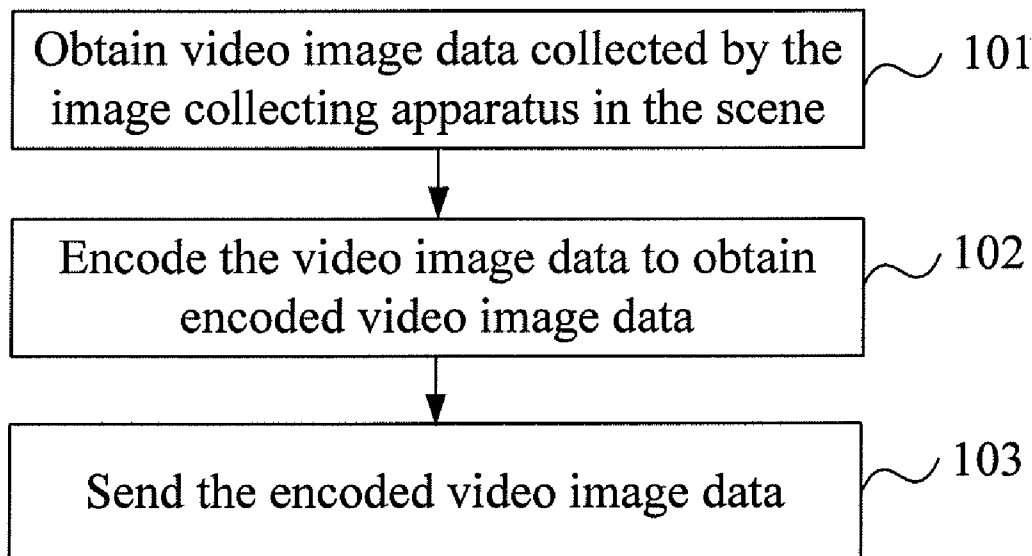 Obtain video image data collected by the
image collecting apparatus in the scene
101
Encode the video image data to obtain
encoded video image data
102
Send the encoded video image data
103